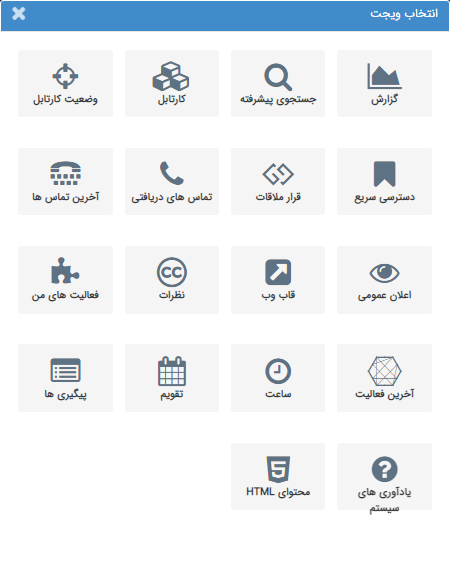 انتخاب ویجت
گزارش
جستجوی پیشرفته
کارتابل
وضعیت کارتابل
دسترسی سریع
قرار ملاقات
تماس های دریافتی
آخرین تماس ها
اعلان عمومی
قاب وب
نظرات
فعالیت های من
آخرین فعالیت
ساعت
تقویم
پیگیری ها
یادآوری های
سیستم
محتوای HTML